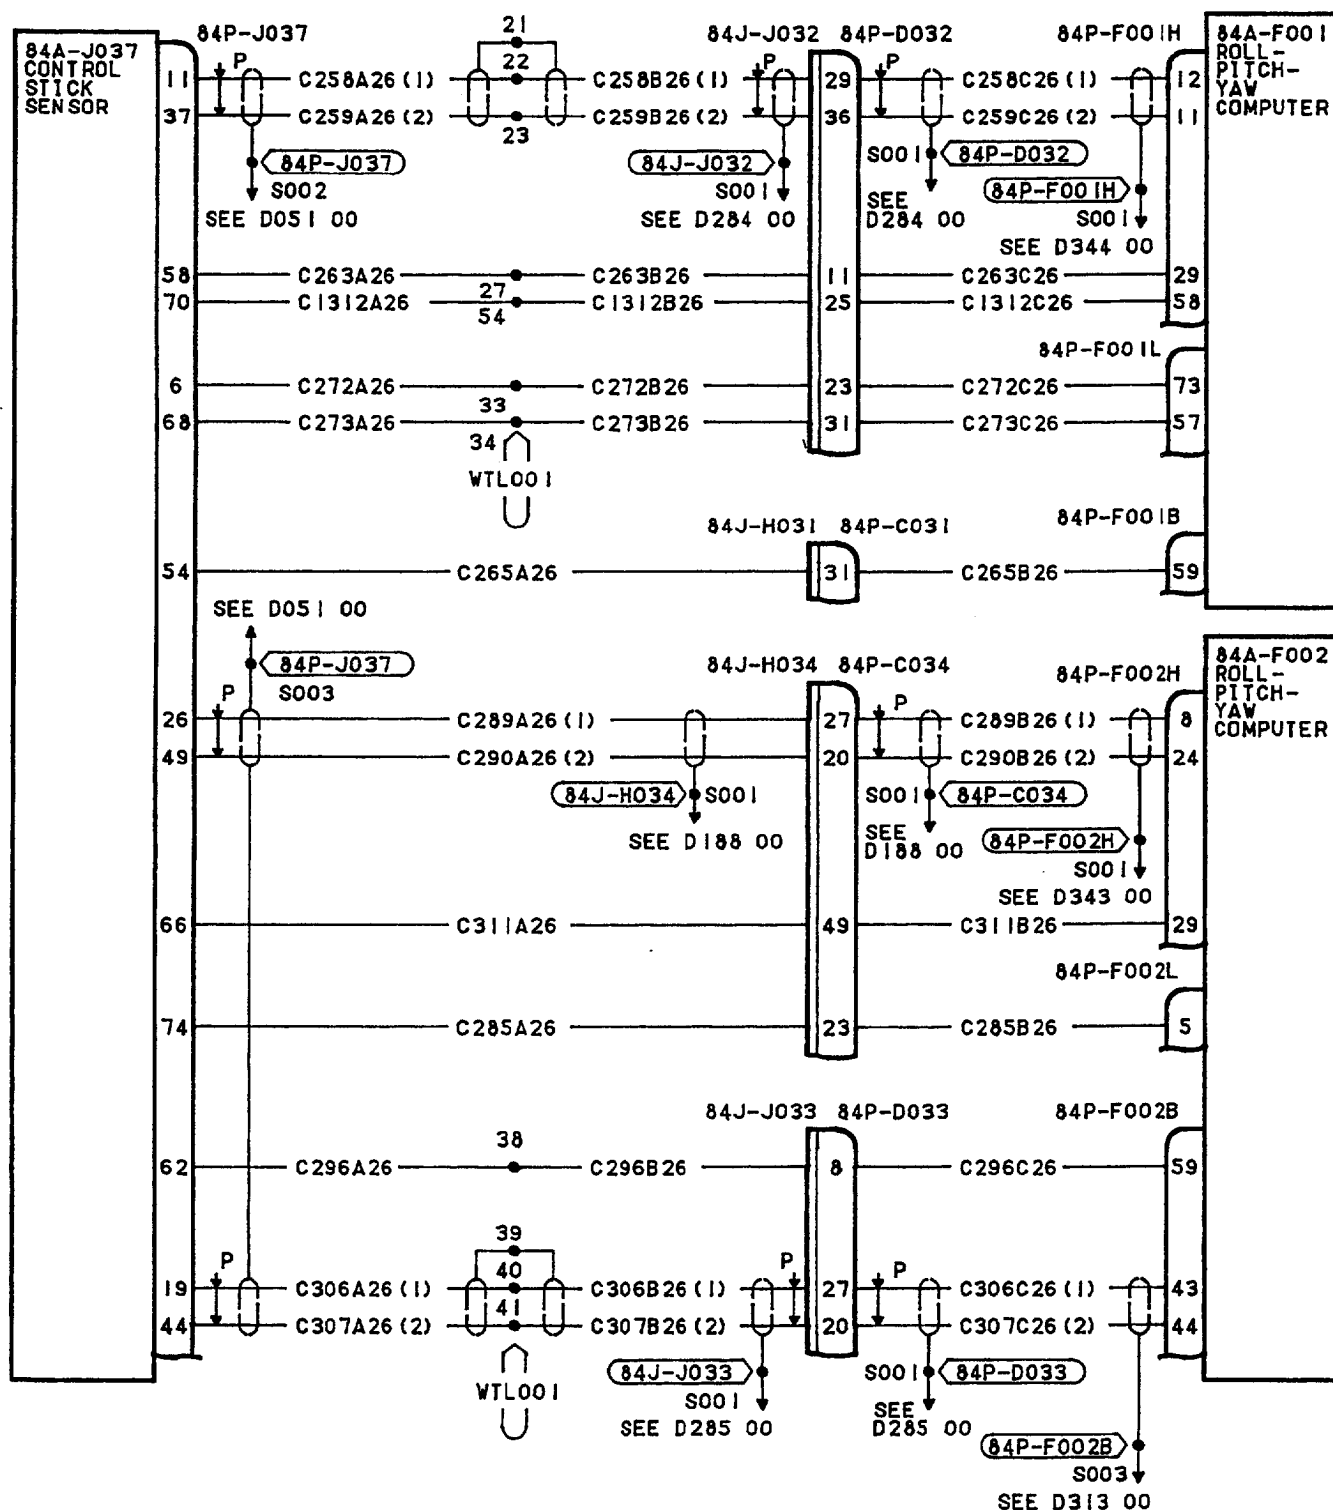 84A-J037
CONTROL
STICK
SENSOR
84P-J037
21
84J-J032 84P-D032
84P-F001H
84A-F001
ROLL-
PITCH-
YAW
COMPUTER
P
22
P
P
11 C258A26 (1) C258B26 (1) 29 C258C26 (1) 12
37 C259A26 (2) C259B26 (2) 36 C259C26 (2) 11
23
84P-J037
S002
SEE D051 00
84J-J032
S001
SEE D284 00
S001 84P-D032
SEE
D284 00
84P-F001H
S001
SEE D344 00
58 C263A26 C263B26 11 C263C26 29
27
70 C1312A26 C1312B26 25 C1312C26 58
54
84P-F001L
6 C272A26 C272B26 23 C272C26 73
33
68 C273A26 C273B26 31 C273C26 57
34
WTL001
84J-H031 84P-C031
84P-F001B
54 C265A26 31 C265B26 59
SEE D051 00
84P-J037
S003
84J-H034 84P-C034
84P-F002H
84A-F002
ROLL-
PITCH-
YAW
COMPUTER
P
P
26 C289A26 (1) 27 C289B26 (1) 8
49 C290A26 (2) 20 C290B26 (2) 24
84J-H034 S001
SEE D188 00
S001 84P-C034
SEE
D188 00
84P-F002H
S001
SEE D343 00
66 C311A26 49 C311B26 29
84P-F002L
74 C285A26 23 C285B26 5
84J-J033 84P-D033
84P-F002B
38
62 C296A26 C296B26 8 C296C26 59
39
P
40
P
P
19 C306A26 (1) C306B26 (1) 27 C306C26 (1) 43
41
44 C307A26 (2) C307B26 (2) 20 C307C26 (2) 44
WTL001
84J-J033
S001
SEE D285 00
S001 84P-D033
SEE
D285 00
84P-F002B
S003
SEE D313 00